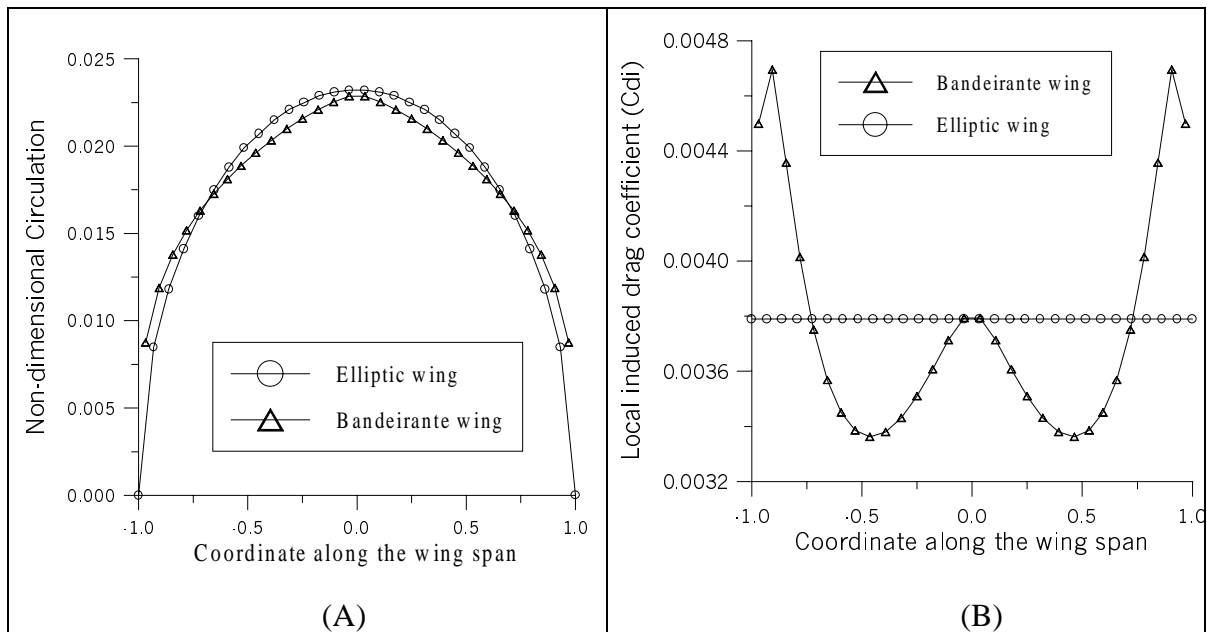 0.025
0.020
0.015
0.010
0.005
0.000
Non-dimensional Circulation
Elliptic wing
Bandeirante wing
-1.0 -0.5 0.0 0.5 1.0
Coordinate along the wing span
(A)
0.0048
0.0044
0.0040
0.0036
0.0032
Local induced drag coefficient (Cdi)
Bandeirante wing
Elliptic wing
-1.0 -0.5 0.0 0.5 1.0
Coordinate along the wing span
(B)